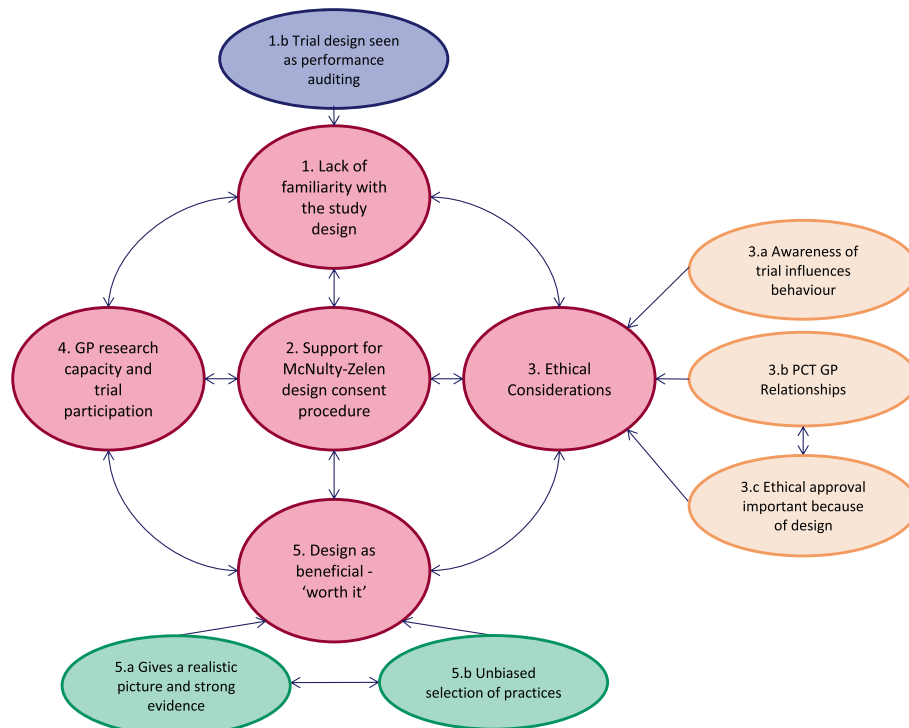 1.b Trial design seen
as performance
auditing
1. Lack of
familiarity with
the study
design
3.a Awareness of
trial influences
behaviour
4. GP research
capacity and
trial
participation
2. Support for
McNulty-Zelen
design consent
procedure
3. Ethical
Considerations
3.b PCT GP
Relationships
3.c Ethical approval
important because
of design
5. Design as
beneficial -
‘worth it’
5.a Gives a realistic
picture and strong
evidence
5.b Unbiased
selection of practices